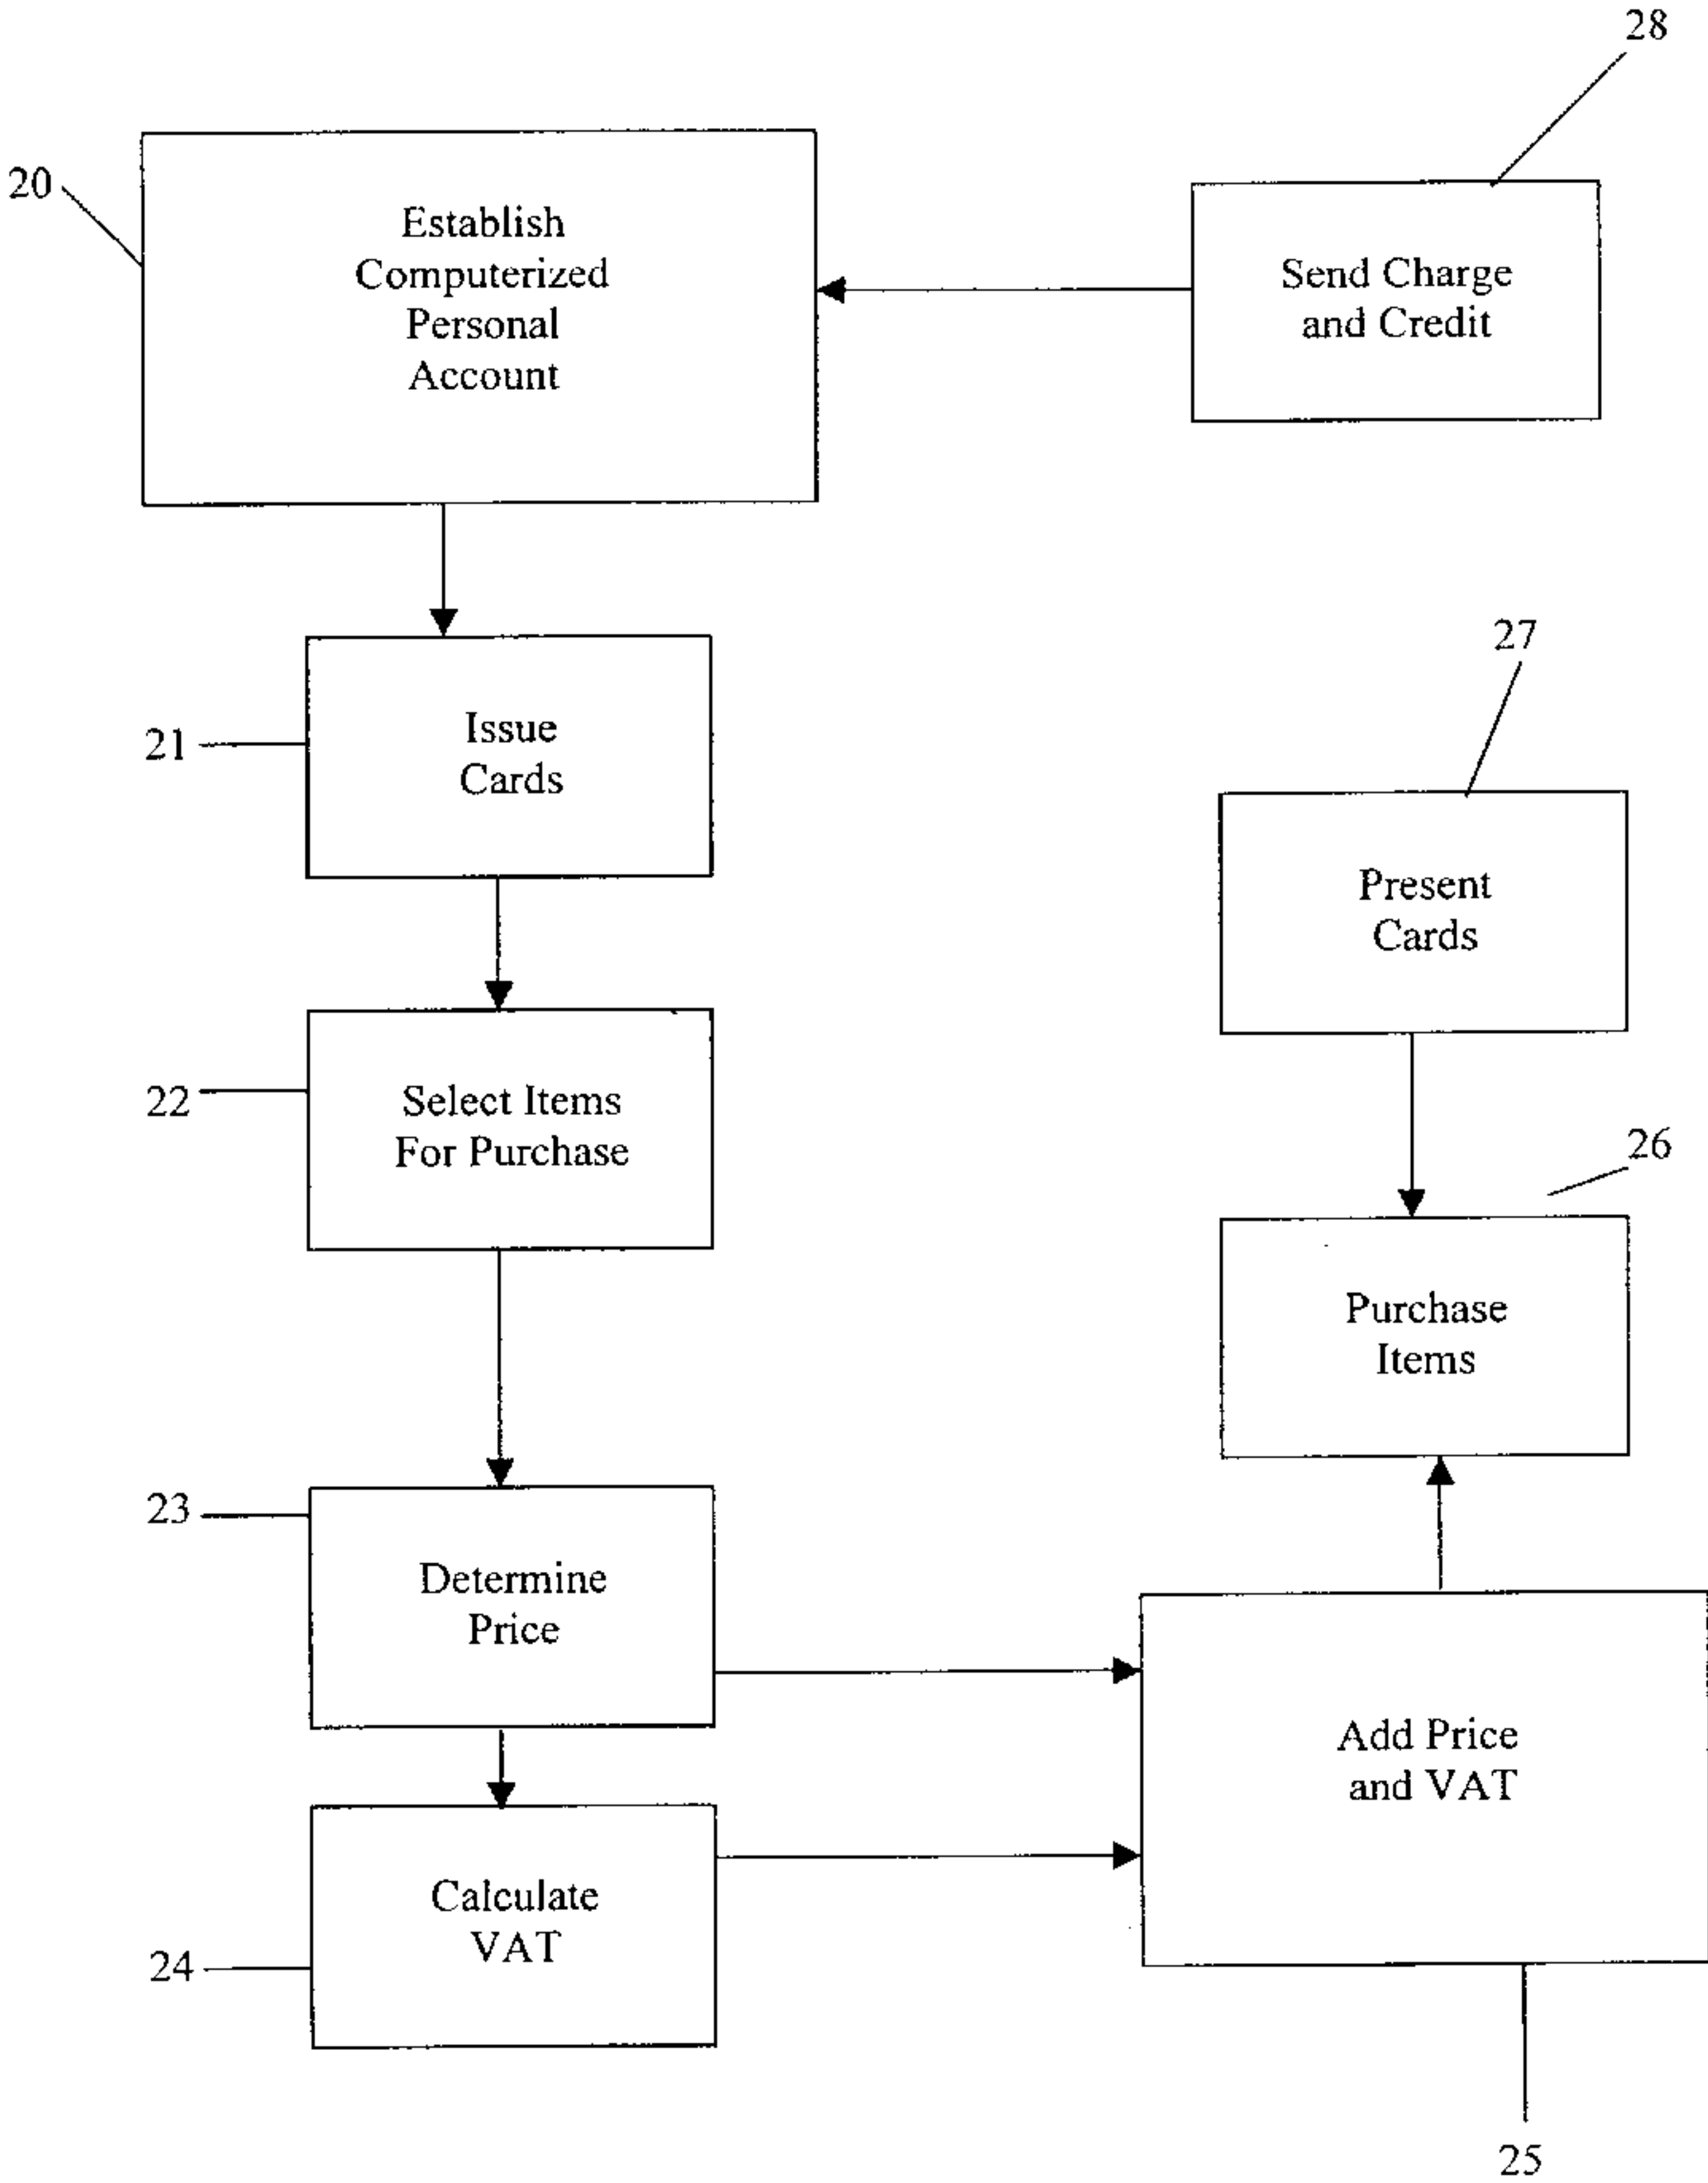 28
20
Establish
Computerized
Personal
Account
Send Charge
and Credit
27
21
Issue
Cards
Present
Cards
22
Select Items
For Purchase
26
Purchase
Items
23
Determine
Price
Add Price
and VAT
Calculate
VAT
24
25